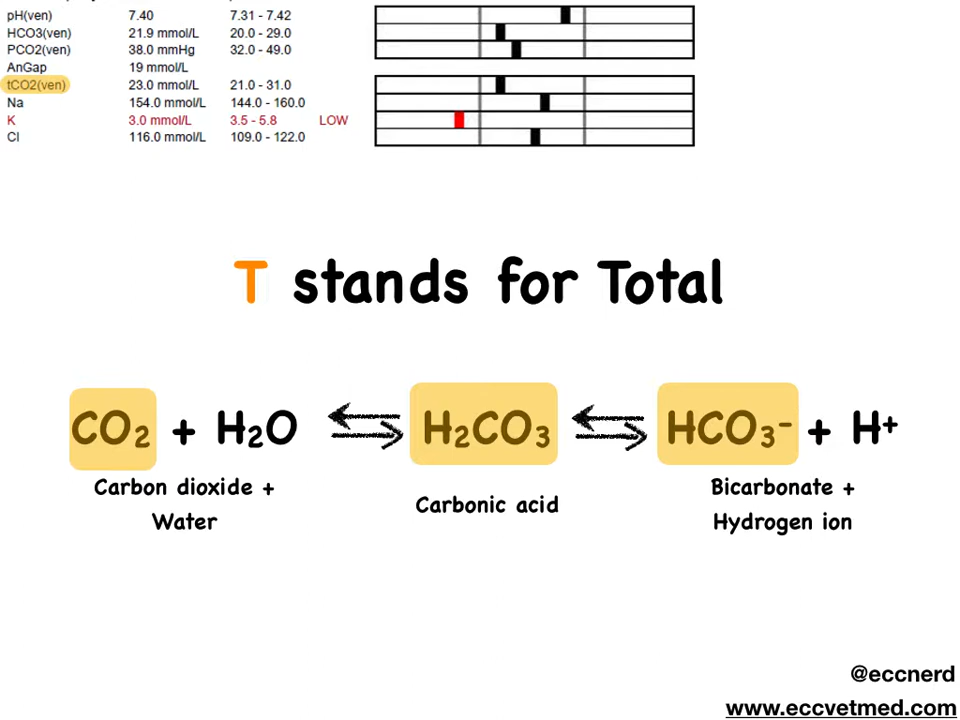 pH(ven) 7.40 7.31 - 7.42
HCO3(ven) 21.9 mmol/L 20.0 - 29.0
PCO2(ven) 38.0 mmHg 32.0 - 49.0
AnGap 19 mmol/L
tCO2(ven) 23.0 mmol/L 21.0 - 31.0
Na 154.0 mmol/L 144.0 - 160.0
K 3.0 mmol/L 3.5 - 5.8 LOW
Cl 116.0 mmol/L 109.0 - 122.0
T stands for Total
CO₂ + H₂O ⇌ H₂CO₃ ⇌ HCO₃⁻ + H⁺
Carbon dioxide + Water
Carbonic acid
Bicarbonate + Hydrogen ion
@eccnerd
www.eccvetmed.com